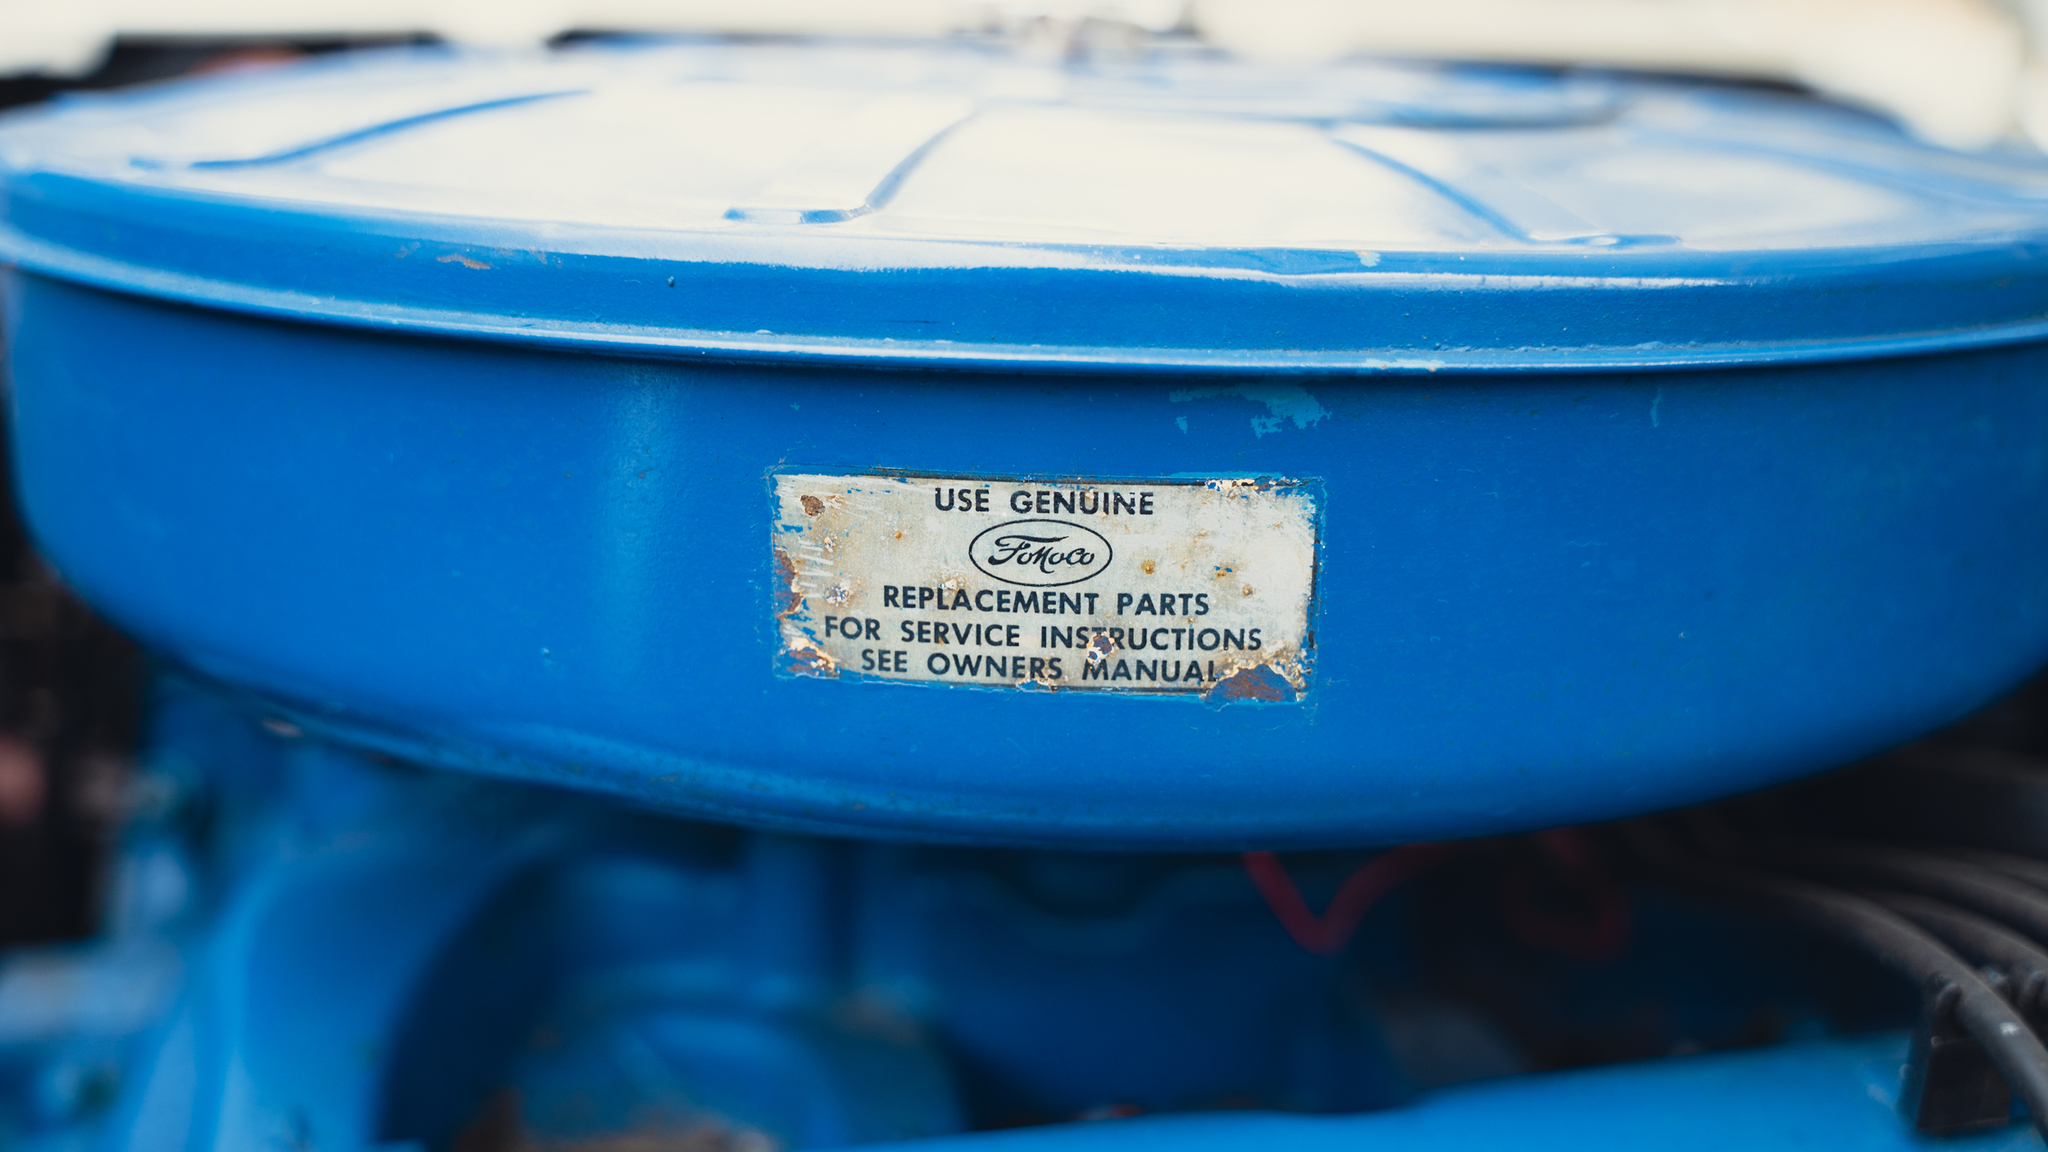 USE GENUINE
FoMoCo
REPLACEMENT PARTS
FOR SERVICE INSTRUCTIONS
SEE OWNERS MANUAL